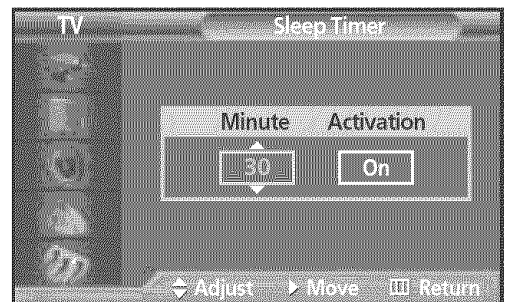 TV Sleep Timer
Minute Activation
30 On
Adjust Move Return